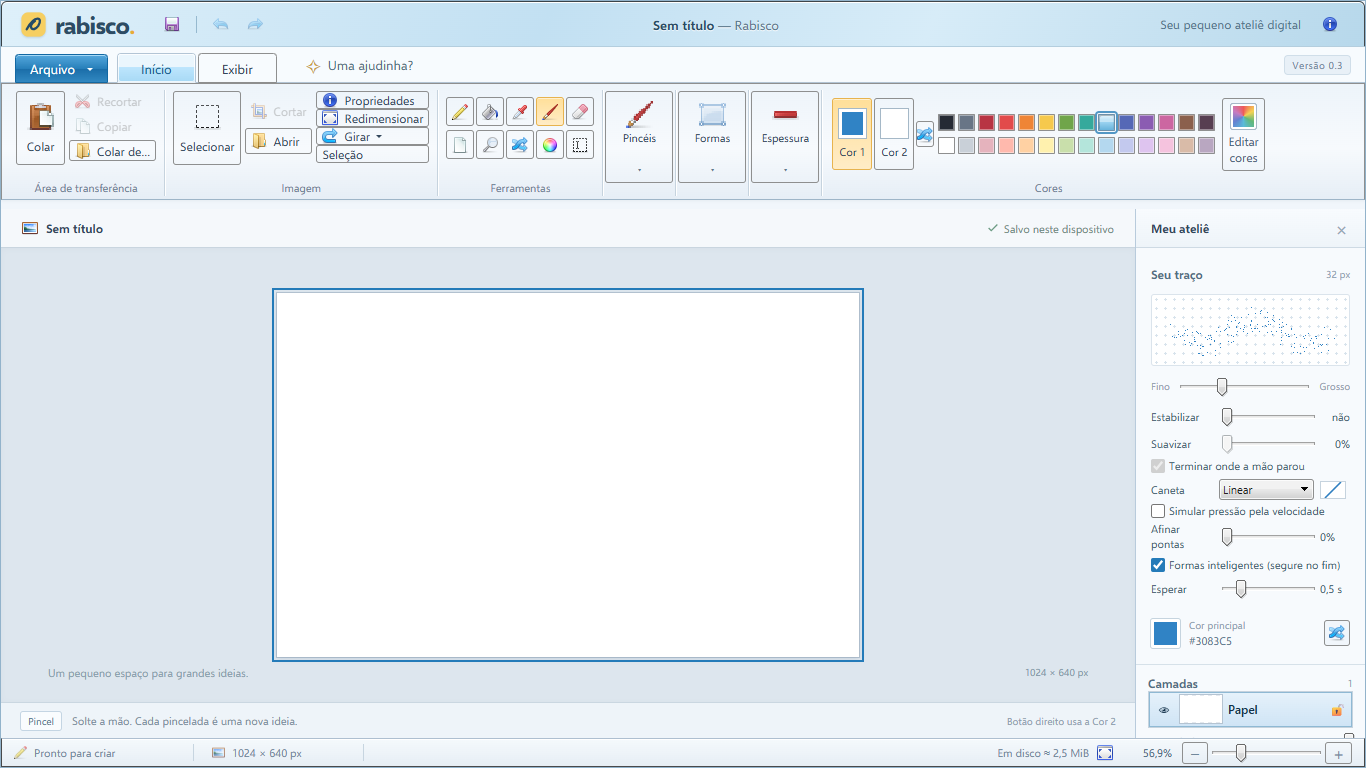 rabisco.
Sem título — Rabisco
Seu pequeno ateliê digital
Arquivo
Início
Exibir
Uma ajudinha?
Versão 0.3
Colar
Recortar
Copiar
Colar de...
Área de transferência
Selecionar
Cortar
Abrir
Propriedades
Redimensionar
Girar
Seleção
Imagem
Ferramentas
Pincéis
Formas
Espessura
Cor 1
Cor 2
Editar
cores
Cores
Sem título
Salvo neste dispositivo
Meu ateliê
Seu traço
32 px
Fino
Grosso
Estabilizar
não
Suavizar
0%
Terminar onde a mão parou
Caneta
Linear
Simular pressão pela velocidade
Afinar
pontas
0%
Formas inteligentes (segure no fim)
Esperar
0,5 s
Cor principal
#3083C5
Camadas
1
Papel
Um pequeno espaço para grandes ideias.
1024 × 640 px
Pincel
Solte a mão. Cada pincelada é uma nova ideia.
Botão direito usa a Cor 2
Pronto para criar
1024 × 640 px
Em disco ≈ 2,5 MiB
56,9%